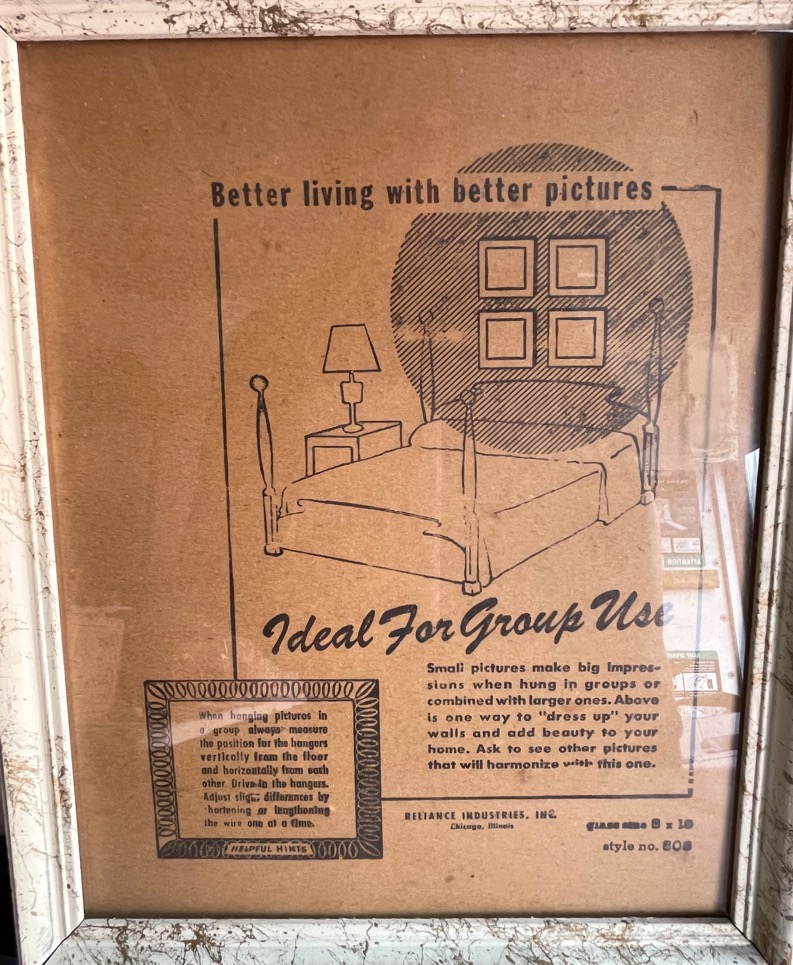 Better living with better pictures
Ideal For Group Use
Small pictures make big impres-
sions when hung in groups or
combined with larger ones. Above
is one way to "dress up" your
walls and add beauty to your
home. Ask to see other pictures
that will harmonize with this one.
When hanging pictures in
a group always measure
the position for the hangers
vertically from the floor
and horizontally from each
other. Drive in the hangers.
Adjust slight differences by
shortening or lengthening
the wire one at a time.
HELPFUL HINTS
RELIANCE INDUSTRIES, INC.
Chicago, Illinois
glass size 8 x 10
style no.
ATTENTION